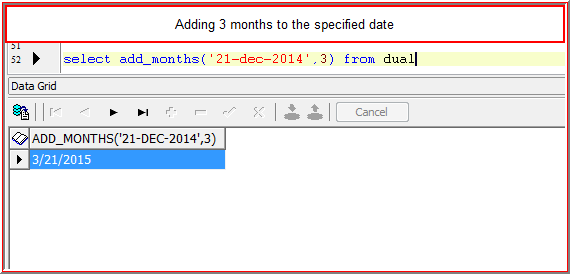 Adding 3 months to the specified date
51
52 select add_months('21-dec-2014',3) from dual
Data Grid
Cancel
ADD_MONTHS('21-DEC-2014',3)
3/21/2015